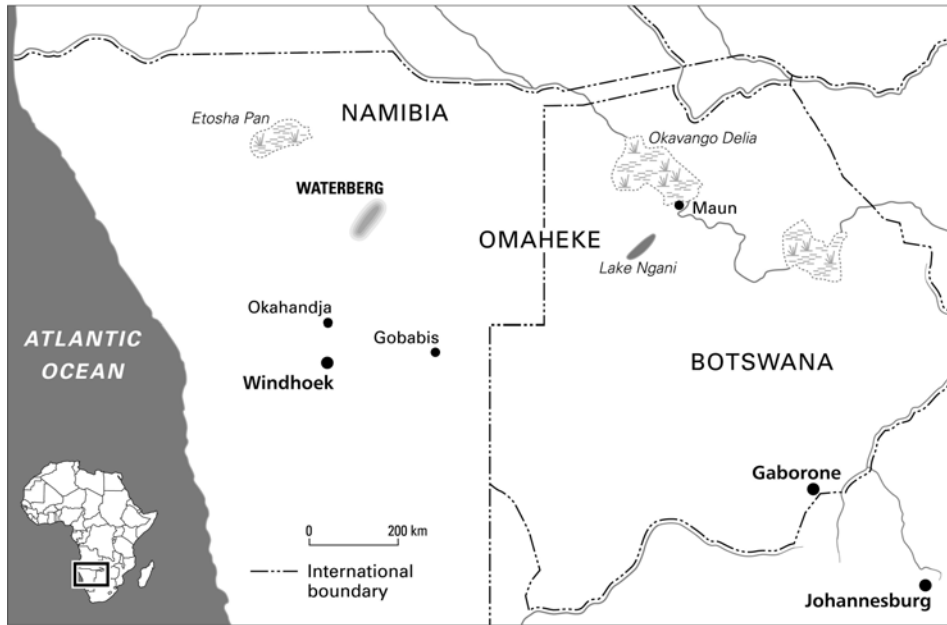 Etosha Pan
NAMIBIA
Okavango Delia
WATERBERG
Maun
OMAHEKE
Lake Ngani
Okahandja
Gobabis
ATLANTIC
OCEAN
Windhoek
BOTSWANA
Gaborone
0 200 km
International
boundary
Johannesburg